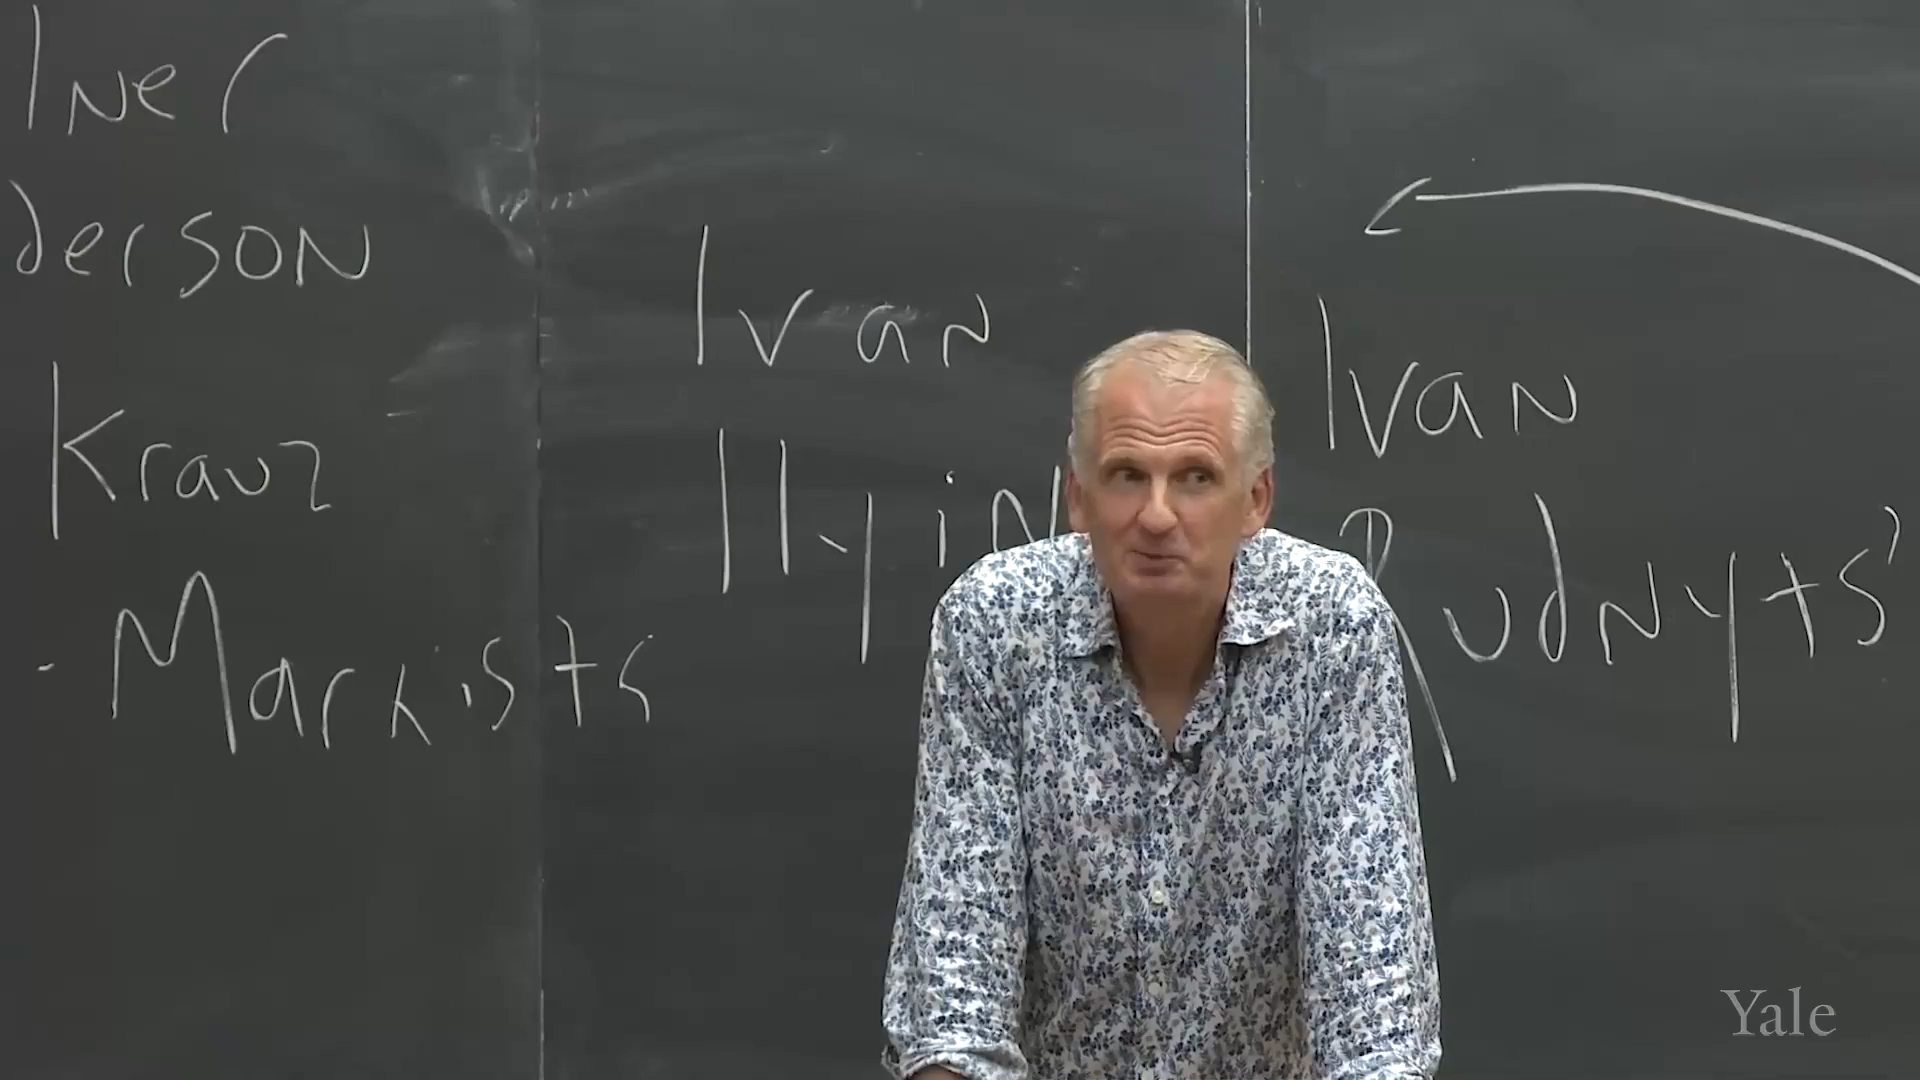 lner
derson
Krauz
- Marxists
Ivan
Ilyin
Ivan
Rudnyts'
Yale